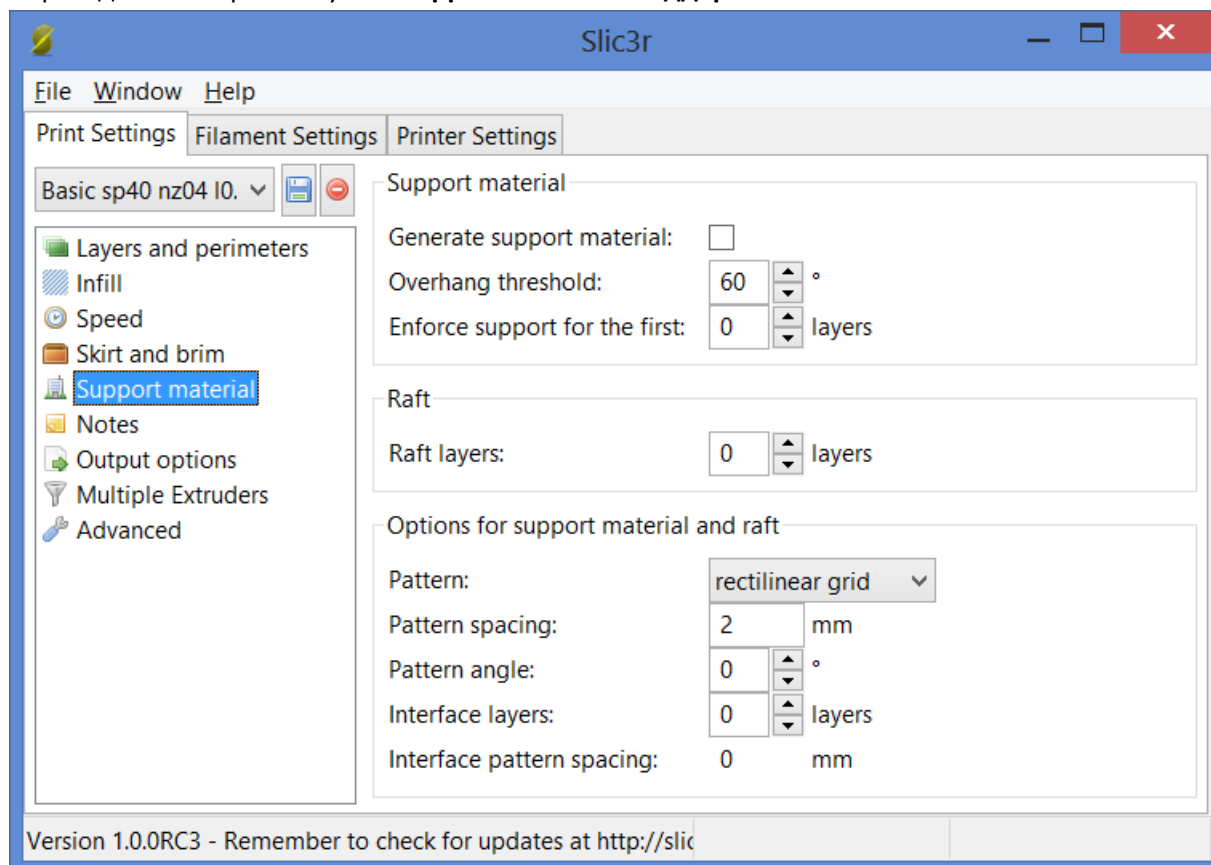 Slic3r
File Window Help
Print Settings Filament Settings Printer Settings
Basic sp40 nz04 l0.
Layers and perimeters
Infill
Speed
Skirt and brim
Support material
Notes
Output options
Multiple Extruders
Advanced
Support material
Generate support material:
Overhang threshold: 60 °
Enforce support for the first: 0 layers
Raft
Raft layers: 0 layers
Options for support material and raft
Pattern: rectilinear grid
Pattern spacing: 2 mm
Pattern angle: 0 °
Interface layers: 0 layers
Interface pattern spacing: 0 mm
Version 1.0.0RC3 - Remember to check for updates at http://slic